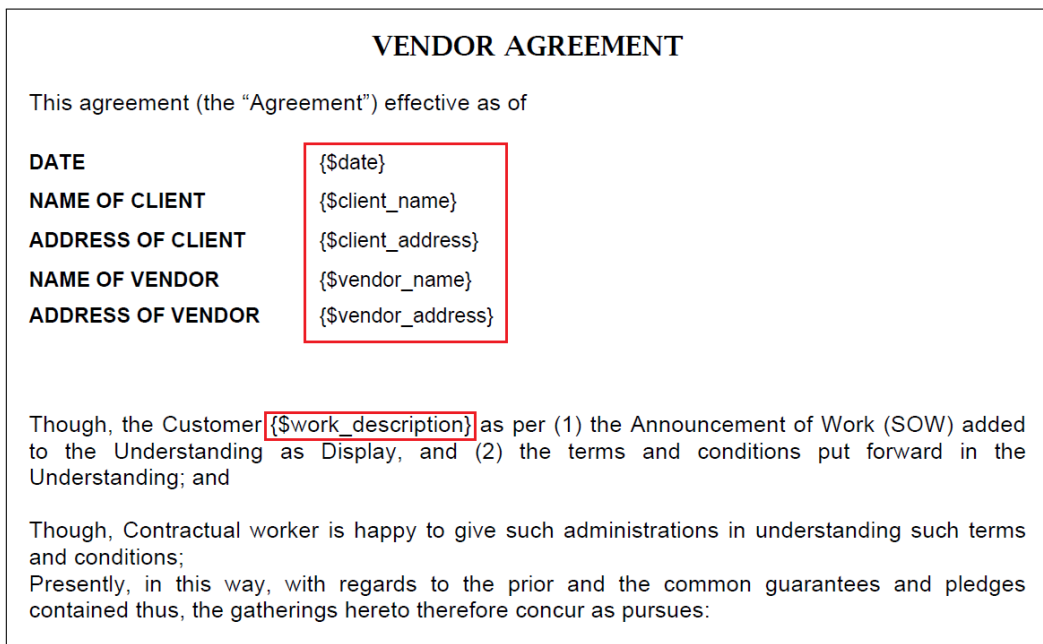 VENDOR AGREEMENT
This agreement (the “Agreement”) effective as of
DATE {$date}
NAME OF CLIENT {$client_name}
ADDRESS OF CLIENT {$client_address}
NAME OF VENDOR {$vendor_name}
ADDRESS OF VENDOR {$vendor_address}
Though, the Customer {$work_description} as per (1) the Announcement of Work (SOW) added
to the Understanding as Display, and (2) the terms and conditions put forward in the
Understanding; and
Though, Contractual worker is happy to give such administrations in understanding such terms
and conditions;
Presently, in this way, with regards to the prior and the common guarantees and pledges
contained thus, the gatherings hereto therefore concur as pursues: